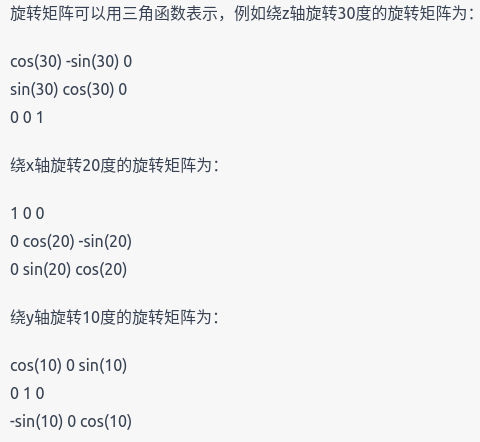 旋转矩阵可以用三角函数表示，例如绕z轴旋转30度的旋转矩阵为：
cos(30) -sin(30) 0
sin(30) cos(30) 0
0 0 1
绕x轴旋转20度的旋转矩阵为：
1 0 0
0 cos(20) -sin(20)
0 sin(20) cos(20)
绕y轴旋转10度的旋转矩阵为：
cos(10) 0 sin(10)
0 1 0
-sin(10) 0 cos(10)